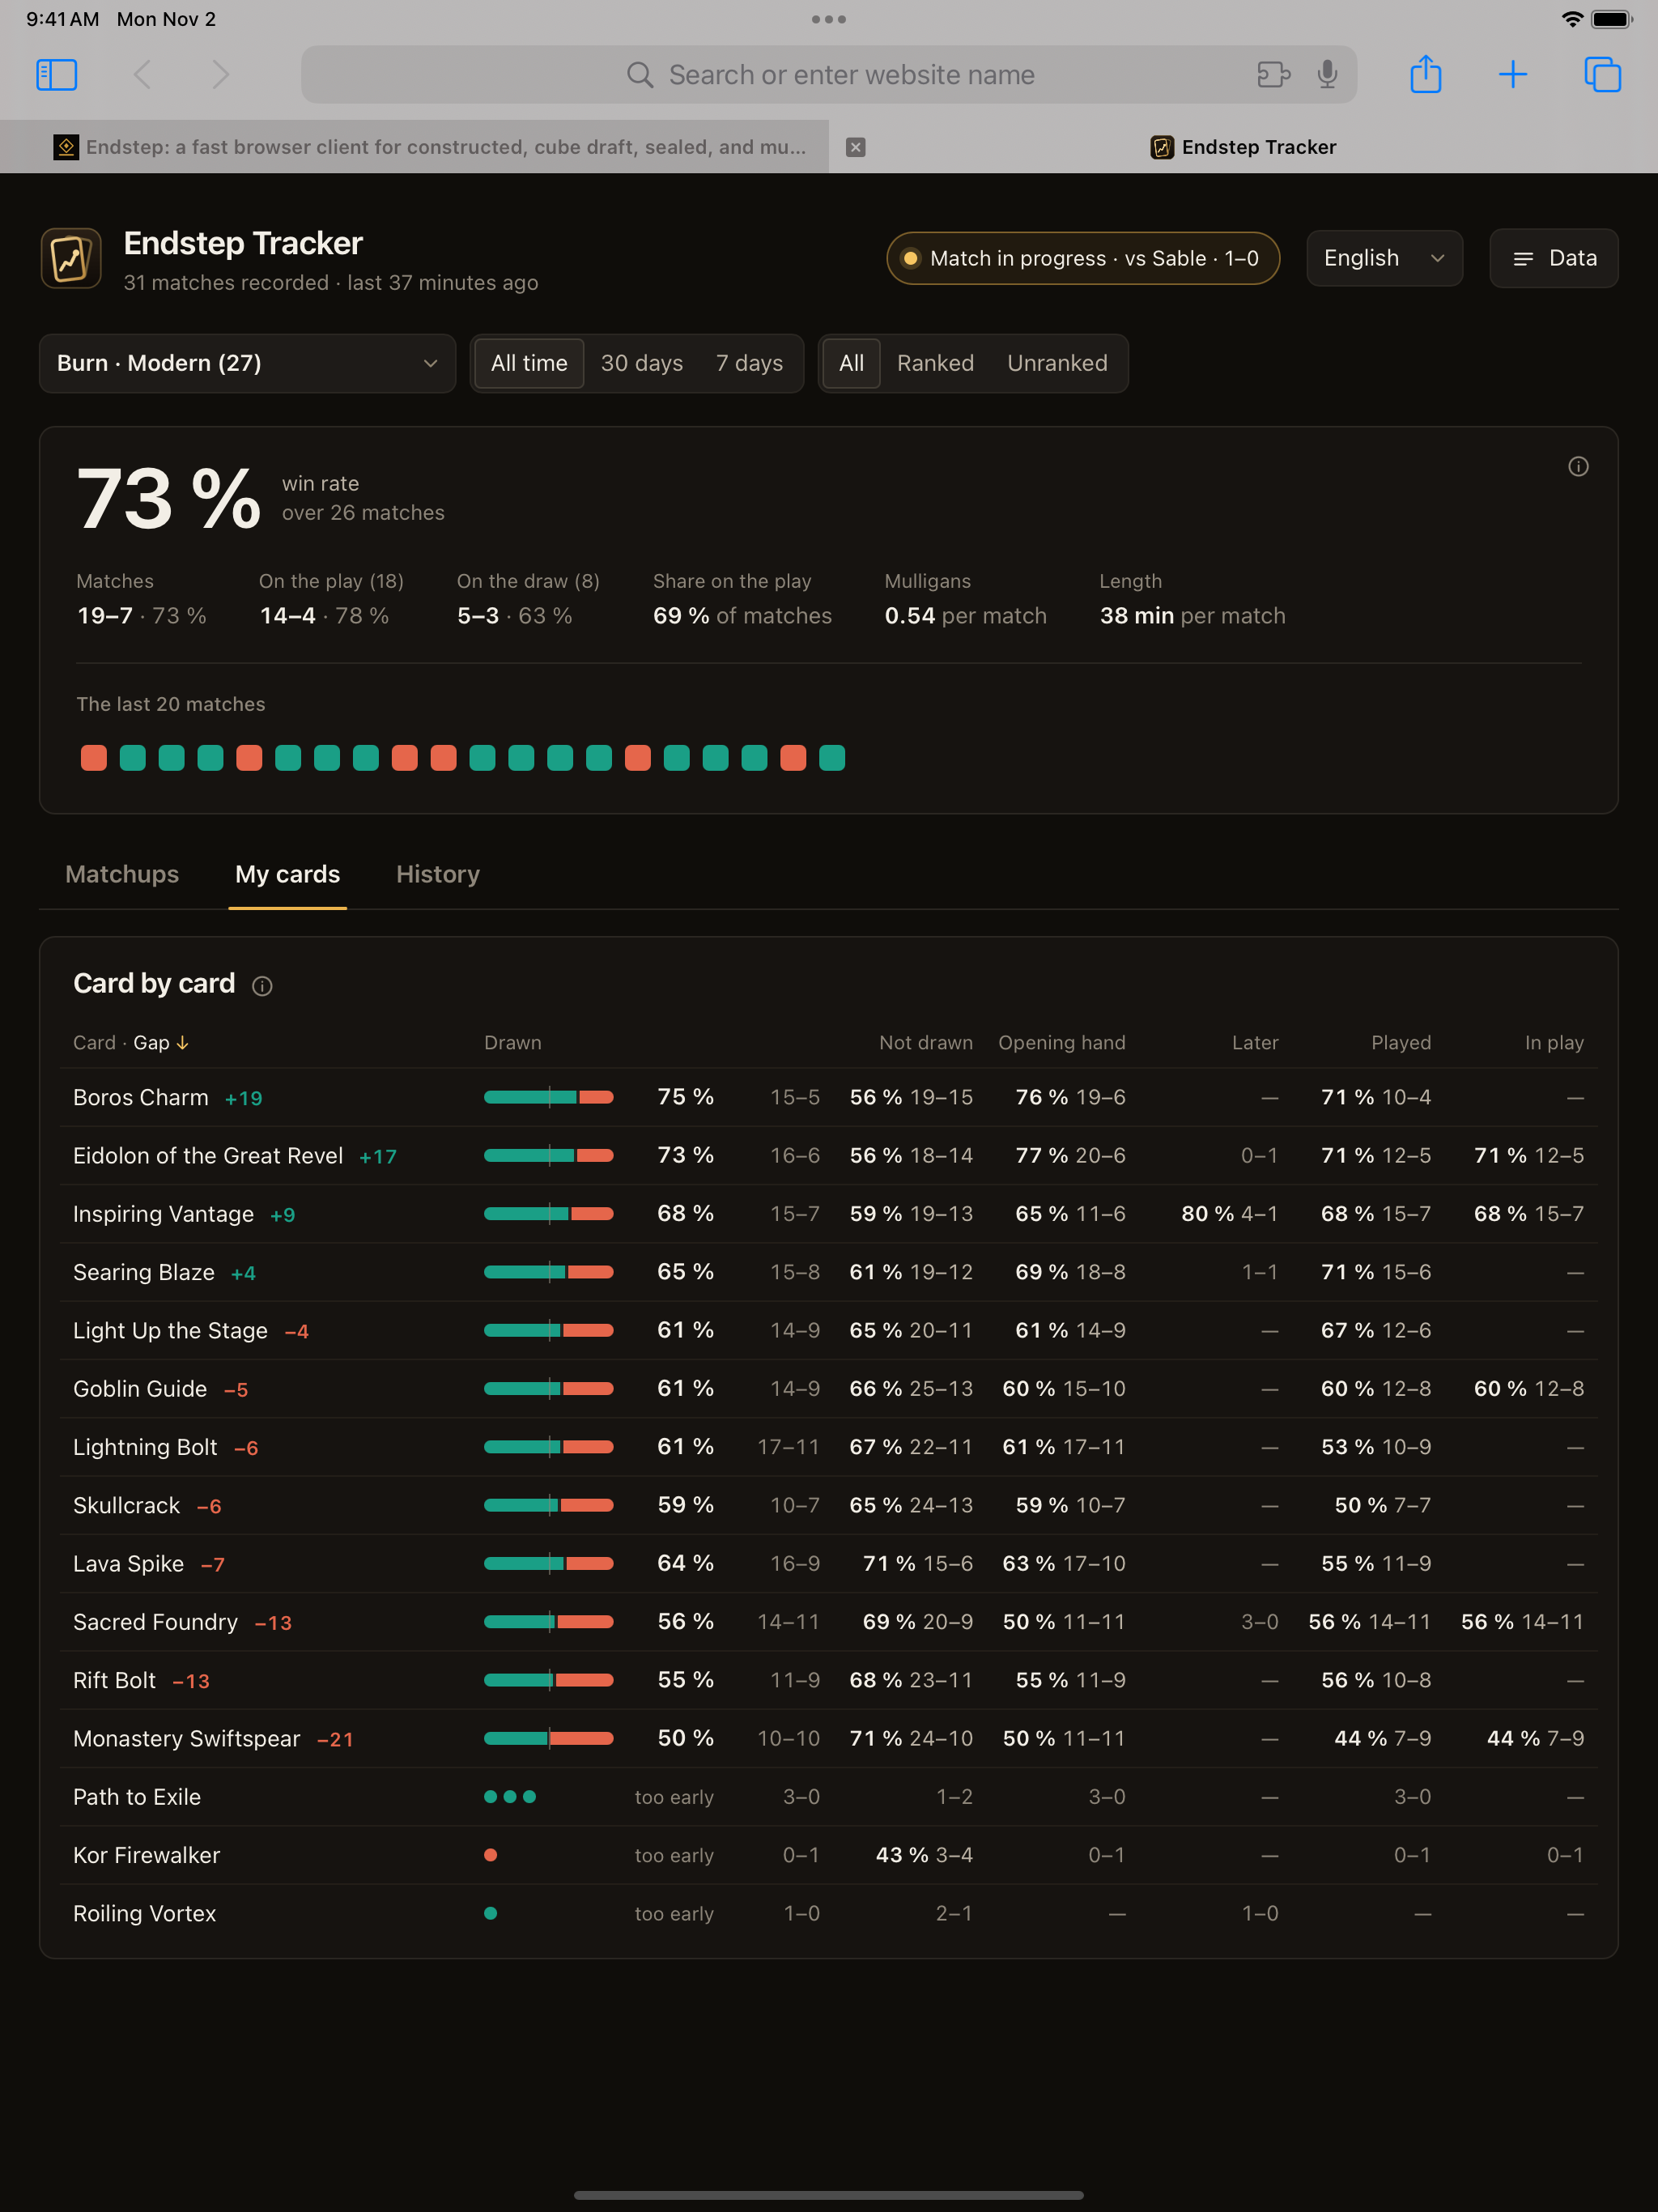 9:41 AM Mon Nov 2
Search or enter website name
Endstep: a fast browser client for constructed, cube draft, sealed, and mu...
Endstep Tracker
Endstep Tracker
31 matches recorded · last 37 minutes ago
Match in progress · vs Sable · 1–0
English
Data
Burn · Modern (27)
All time 30 days 7 days
All Ranked Unranked
73 % win rate
over 26 matches
Matches On the play (18) On the draw (8) Share on the play Mulligans Length
19–7 · 73 % 14–4 · 78 % 5–3 · 63 % 69 % of matches 0.54 per match 38 min per match
The last 20 matches
Matchups My cards History
Card by card
Card · Gap ↓ Drawn Not drawn Opening hand Later Played In play
Boros Charm +19 75 % 15–5 56 % 19–15 76 % 19–6 — 71 % 10–4 —
Eidolon of the Great Revel +17 73 % 16–6 56 % 18–14 77 % 20–6 0–1 71 % 12–5 71 % 12–5
Inspiring Vantage +9 68 % 15–7 59 % 19–13 65 % 11–6 80 % 4–1 68 % 15–7 68 % 15–7
Searing Blaze +4 65 % 15–8 61 % 19–12 69 % 18–8 1–1 71 % 15–6 —
Light Up the Stage −4 61 % 14–9 65 % 20–11 61 % 14–9 — 67 % 12–6 —
Goblin Guide −5 61 % 14–9 66 % 25–13 60 % 15–10 — 60 % 12–8 60 % 12–8
Lightning Bolt −6 61 % 17–11 67 % 22–11 61 % 17–11 — 53 % 10–9 —
Skullcrack −6 59 % 10–7 65 % 24–13 59 % 10–7 — 50 % 7–7 —
Lava Spike −7 64 % 16–9 71 % 15–6 63 % 17–10 — 55 % 11–9 —
Sacred Foundry −13 56 % 14–11 69 % 20–9 50 % 11–11 3–0 56 % 14–11 56 % 14–11
Rift Bolt −13 55 % 11–9 68 % 23–11 55 % 11–9 — 56 % 10–8 —
Monastery Swiftspear −21 50 % 10–10 71 % 24–10 50 % 11–11 — 44 % 7–9 44 % 7–9
Path to Exile too early 3–0 1–2 3–0 — 3–0 —
Kor Firewalker too early 0–1 43 % 3–4 0–1 — 0–1 0–1
Roiling Vortex too early 1–0 2–1 — 1–0 — —